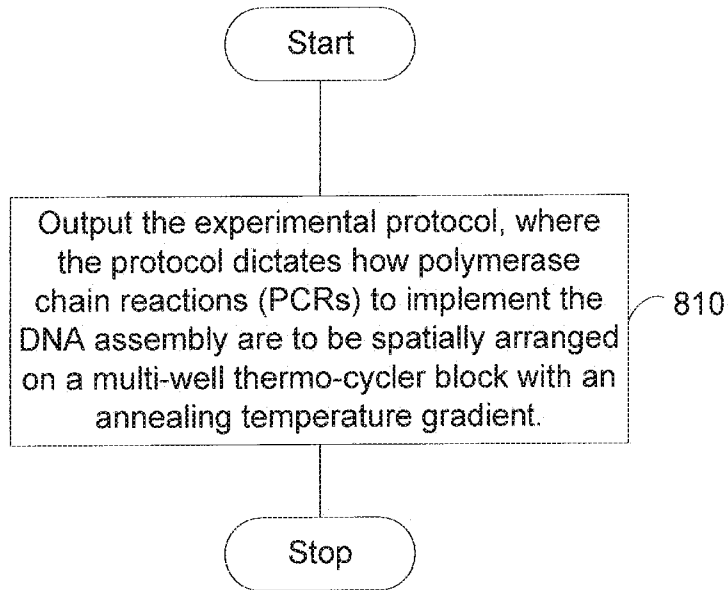 Start
Output the experimental protocol, where
the protocol dictates how polymerase
chain reactions (PCRs) to implement the
DNA assembly are to be spatially arranged
on a multi-well thermo-cycler block with an
annealing temperature gradient.
810
Stop